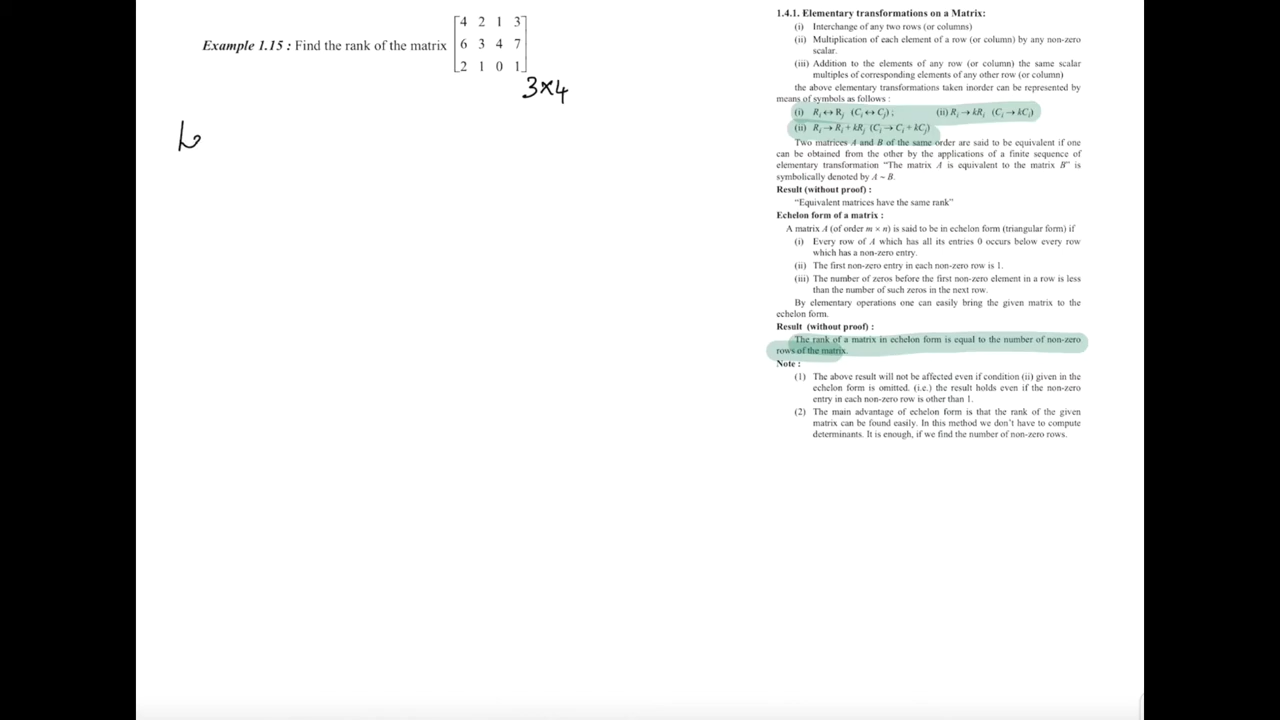 Example 1.15 : Find the rank of the matrix
4 2 1 3
6 3 4 7
2 1 0 1
3×4
1.4.1. Elementary transformations on a Matrix:
(i) Interchange of any two rows (or columns)
(ii) Multiplication of each element of a row (or column) by any non-zero
scalar.
(iii) Addition to the elements of any row (or column) the same scalar
multiples of corresponding elements of any other row (or column)
the above elementary transformations taken inorder can be represented by
means of symbols as follows :
(i) Ri ↔ Rj (Ci ↔ Cj) ; (ii) Ri → kRi (Ci → kCi)
(ii) Ri → Ri + kRj (Ci → Ci + kCj)
Two matrices A and B of the same order are said to be equivalent if one
can be obtained from the other by the applications of a finite sequence of
elementary transformation “The matrix A is equivalent to the matrix B” is
symbolically denoted by A ~ B.
Result (without proof) :
“Equivalent matrices have the same rank”
Echelon form of a matrix :
A matrix A (of order m × n) is said to be in echelon form (triangular form) if
(i) Every row of A which has all its entries 0 occurs below every row
which has a non-zero entry.
(ii) The first non-zero entry in each non-zero row is 1.
(iii) The number of zeros before the first non-zero element in a row is less
than the number of such zeros in the next row.
By elementary operations one can easily bring the given matrix to the
echelon form.
Result (without proof) :
The rank of a matrix in echelon form is equal to the number of non-zero
rows of the matrix.
Note :
(1) The above result will not be affected even if condition (ii) given in the
echelon form is omitted. (i.e.) the result holds even if the non-zero
entry in each non-zero row is other than 1.
(2) The main advantage of echelon form is that the rank of the given
matrix can be found easily. In this method we don’t have to compute
determinants. It is enough, if we find the number of non-zero rows.